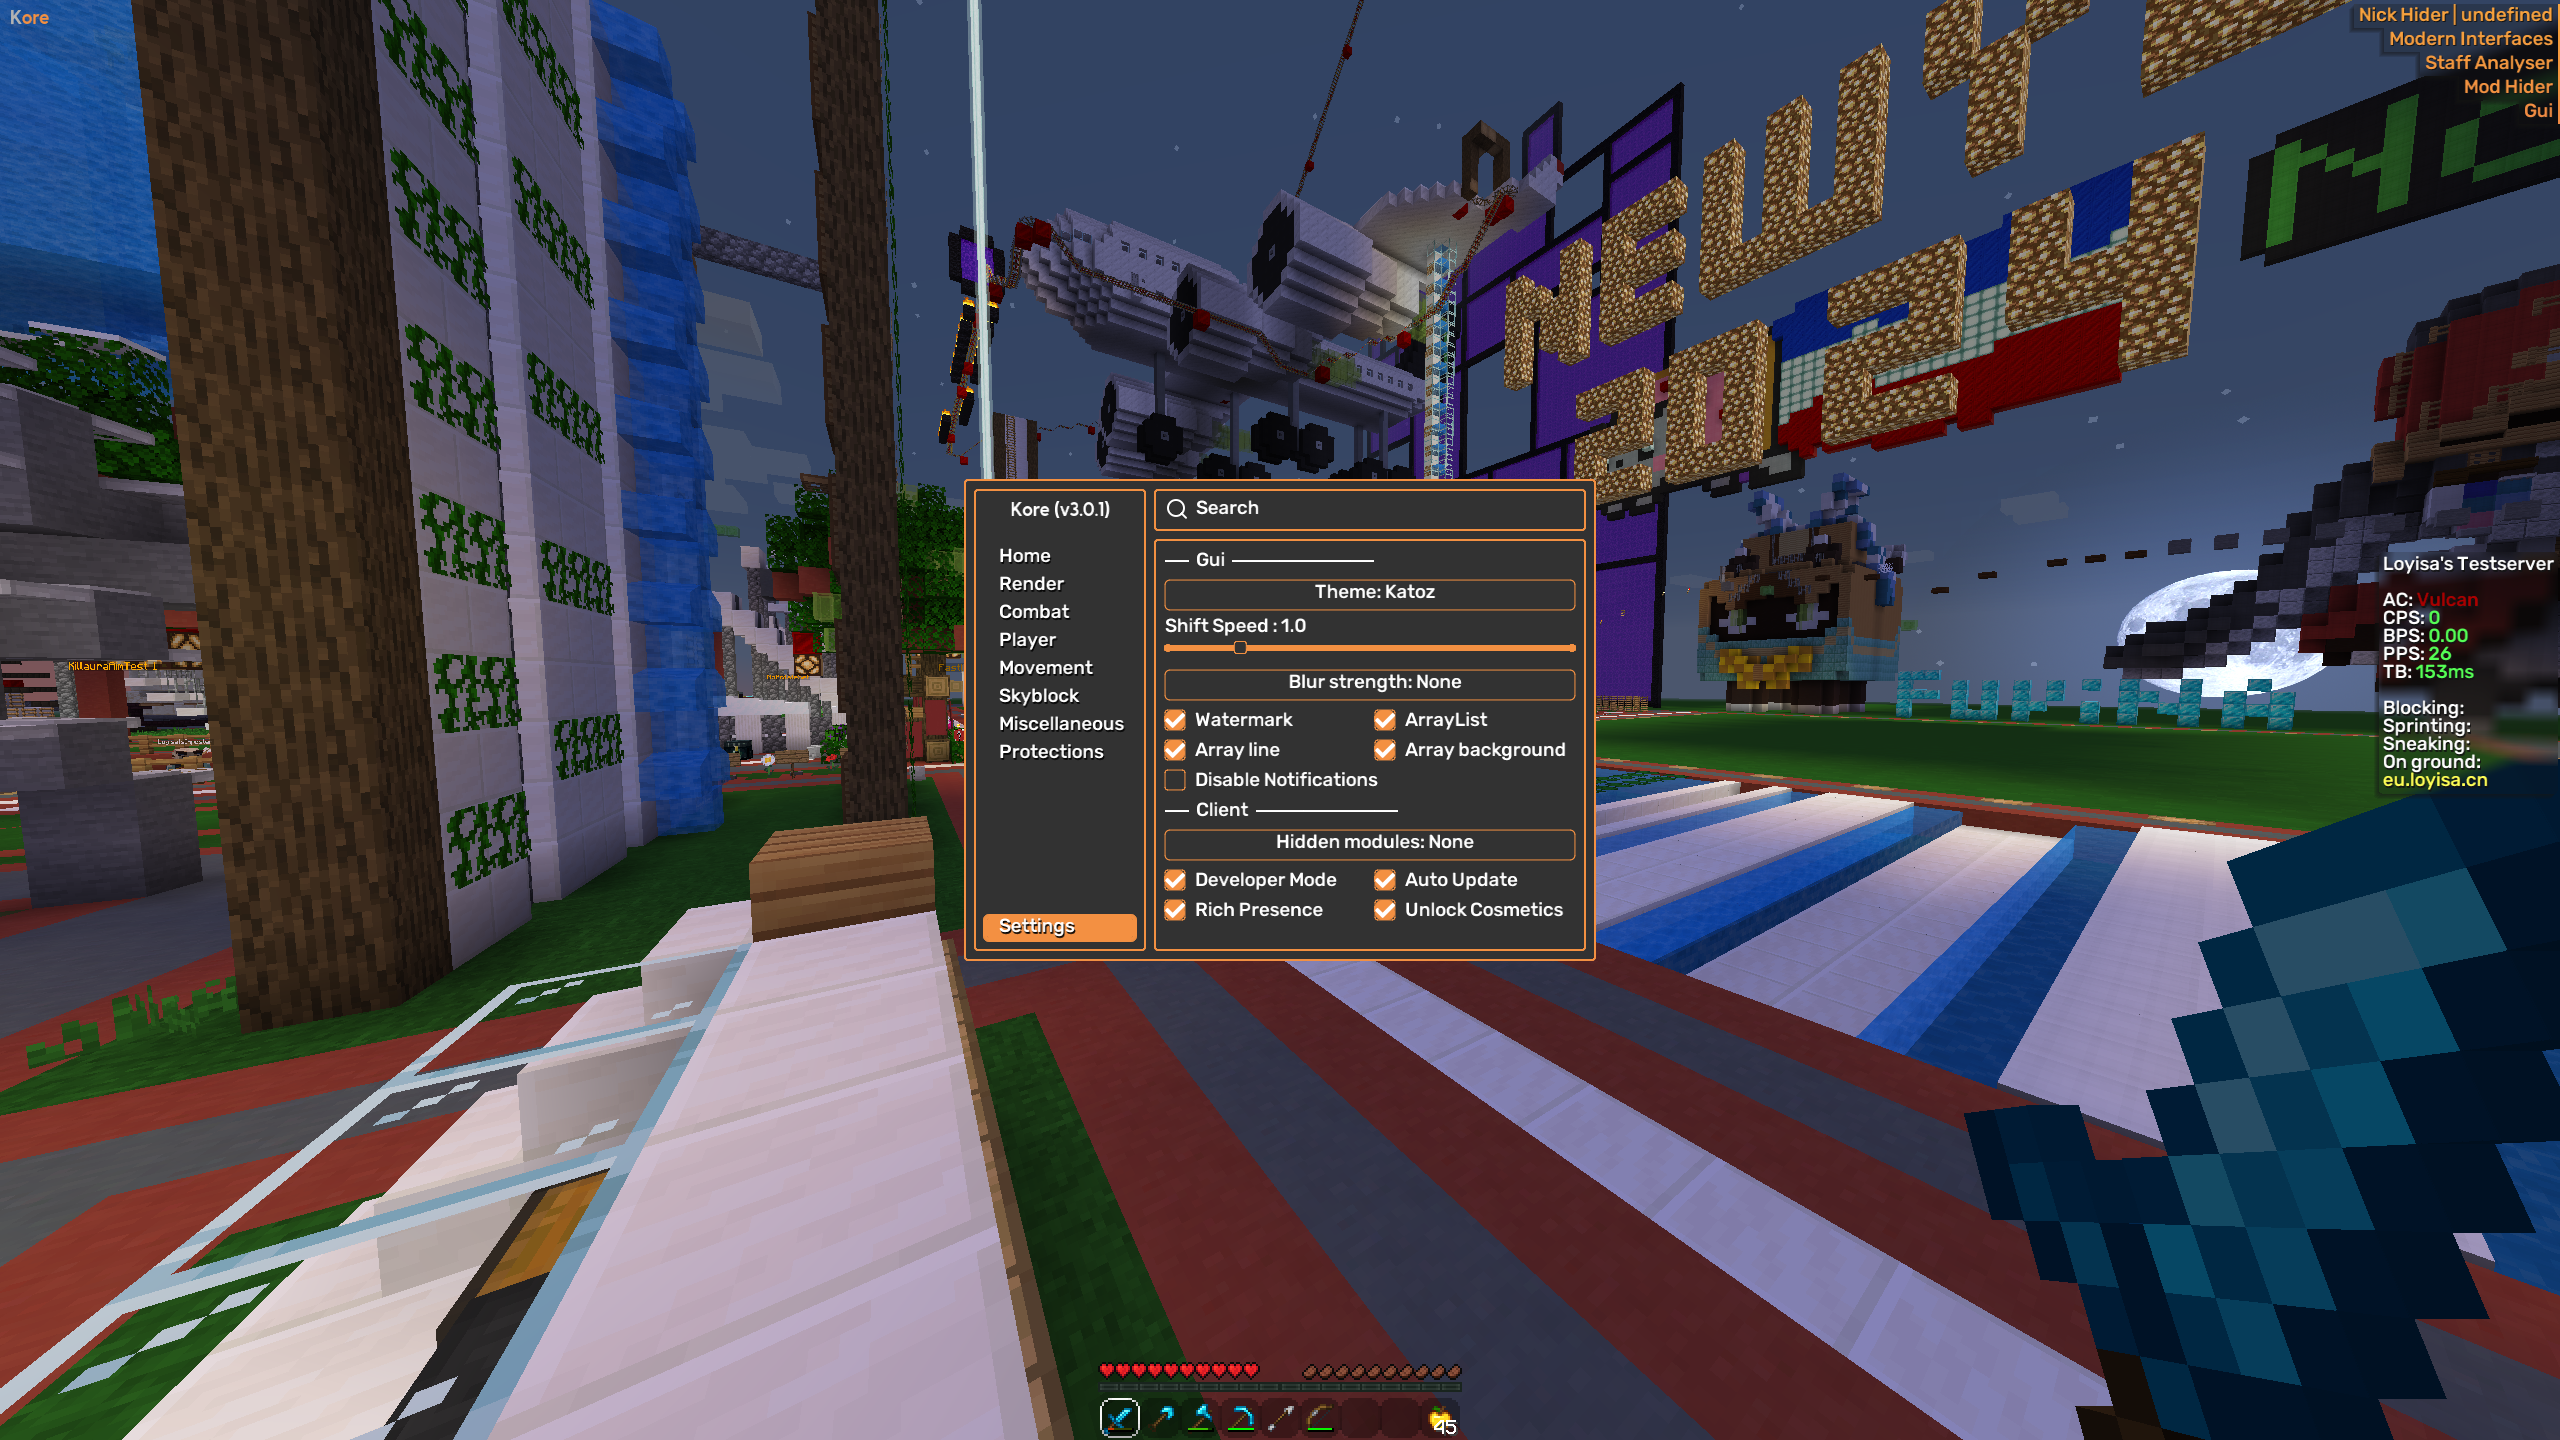 Kore
Nick Hider | undefined
Modern Interfaces
Staff Analyser
Mod Hider
Gui
NEW Y
2024
KillauraAimTest
Kore (v3.0.1)
Home
Render
Combat
Player
Movement
Skyblock
Miscellaneous
Protections
Settings
Search
Gui
Theme: Katoz
Shift Speed : 1.0
Blur strength: None
Watermark
ArrayList
Array line
Array background
Disable Notifications
Client
Hidden modules: None
Developer Mode
Auto Update
Rich Presence
Unlock Cosmetics
Loyisa's Testserver
AC: Vulcan
CPS: 0
BPS: 0.00
PPS: 26
TB: 153ms
Blocking:
Sprinting:
Sneaking:
On ground:
eu.loyisa.cn
45